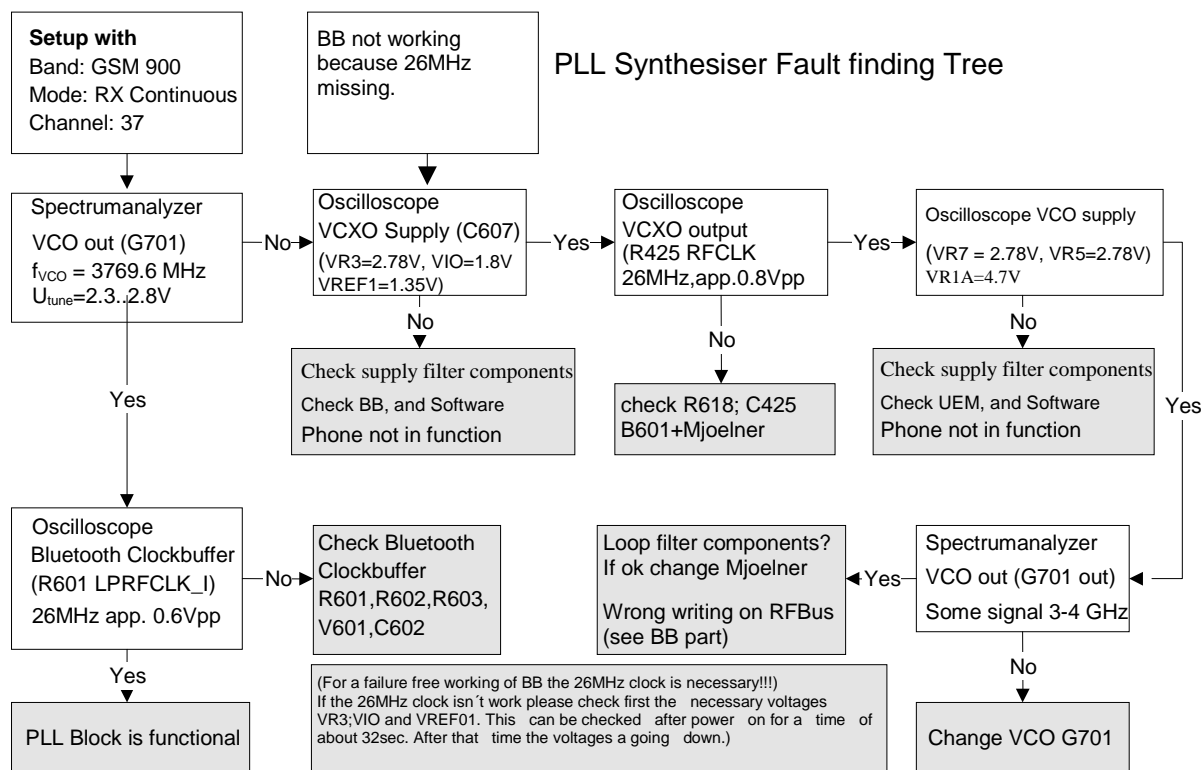 PLL Synthesiser Fault finding Tree
Setup with
Band: GSM 900
Mode: RX Continuous
Channel: 37
BB not working
because 26MHz
missing.
Spectrumanalyzer
VCO out (G701)
fVCO = 3769.6 MHz
Utune=2.3..2.8V
No
Oscilloscope
VCXO Supply (C607)
(VR3=2.78V, VIO=1.8V
VREF1=1.35V)
Yes
Oscilloscope
VCXO output
(R425 RFCLK
26MHz,app.0.8Vpp
Yes
Oscilloscope VCO supply
(VR7 = 2.78V, VR5=2.78V)
VR1A=4.7V
No
No
No
Yes
Check supply filter components
Check BB, and Software
Phone not in function
check R618; C425
B601+Mjoelner
Check supply filter components
Check UEM, and Software
Phone not in function
Yes
Oscilloscope
Bluetooth Clockbuffer
(R601 LPRFCLK_I)
26MHz app. 0.6Vpp
No
Check Bluetooth
Clockbuffer
R601,R602,R603,
V601,C602
Loop filter components?
If ok change Mjoelner
Wrong writing on RFBus
(see BB part)
Yes
Spectrumanalyzer
VCO out (G701 out)
Some signal 3-4 GHz
Yes
No
PLL Block is functional
(For a failure free working of BB the 26MHz clock is necessary!!!)
If the 26MHz clock isn´t work please check first the necessary voltages
VR3;VIO and VREF01. This can be checked after power on for a time of
about 32sec. After that time the voltages a going down.)
Change VCO G701